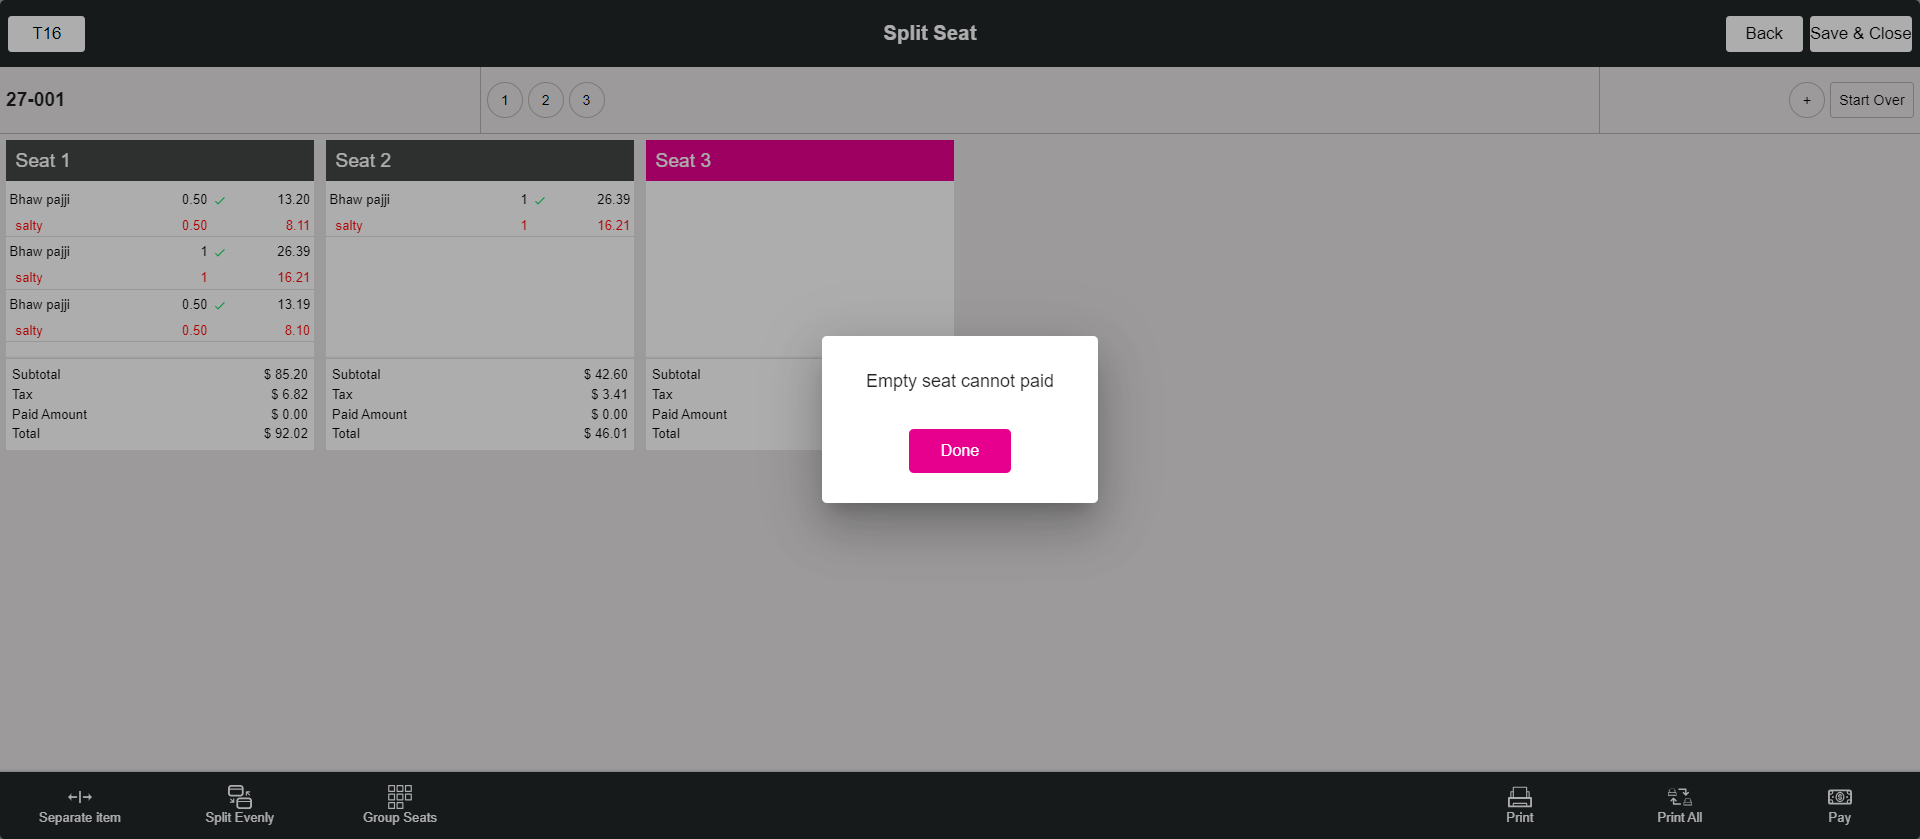 T16
Split Seat
Back
Save & Close
27-001
1 2 3
+
Start Over
Seat 1
Bhaw pajji 0.50 13.20
salty 0.50 8.11
Bhaw pajji 1 26.39
salty 1 16.21
Bhaw pajji 0.50 13.19
salty 0.50 8.10
Subtotal $ 85.20
Tax $ 6.82
Paid Amount $ 0.00
Total $ 92.02
Seat 2
Bhaw pajji 1 26.39
salty 1 16.21
Subtotal $ 42.60
Tax $ 3.41
Paid Amount $ 0.00
Total $ 46.01
Seat 3
Subtotal
Tax
Paid Amount
Total
Empty seat cannot paid
Done
Separate item
Split Evenly
Group Seats
Print
Print All
Pay